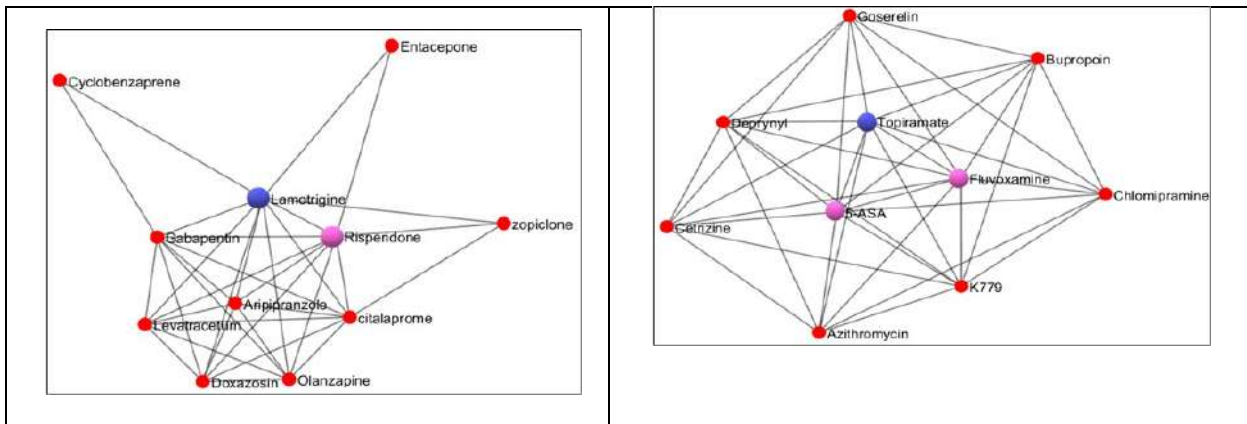 Entacepone
Cyclobenzaprene
Lamotrigine
zopiclone
Gabapentin
Rispendone
Aripipranzole
citalaprome
Levatracetum
Doxazosin
Olanzapine
Goserelin
Bupropoin
Deprynyl
Topiramate
Fluvoxamine
Chlomipramine
5-ASA
Cetrizine
K779
Azithromycin